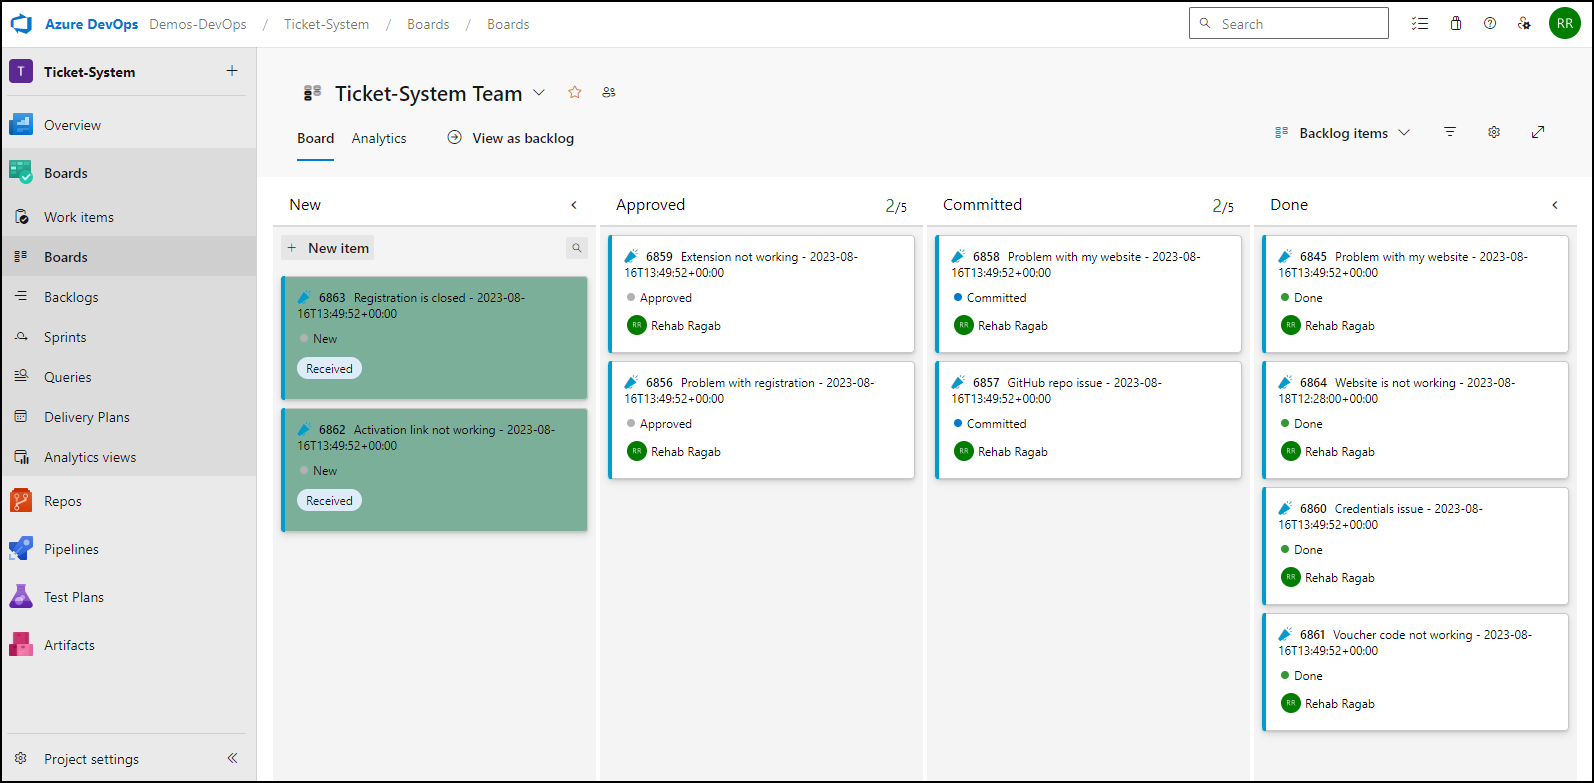 Azure DevOps Demos-DevOps / Ticket-System / Boards / Boards
Search
RR
T Ticket-System
Overview
Boards
Work items
Boards
Backlogs
Sprints
Queries
Delivery Plans
Analytics views
Repos
Pipelines
Test Plans
Artifacts
Project settings
Ticket-System Team
Board Analytics View as backlog
Backlog items
New
New item
6863 Registration is closed - 2023-08-
16T13:49:52+00:00
New
Received
6862 Activation link not working - 2023-08-
16T13:49:52+00:00
New
Received
Approved 2/5
6859 Extension not working - 2023-08-
16T13:49:52+00:00
Approved
RR Rehab Ragab
6856 Problem with registration - 2023-08-
16T13:49:52+00:00
Approved
RR Rehab Ragab
Committed 2/5
6858 Problem with my website - 2023-08-
16T13:49:52+00:00
Committed
RR Rehab Ragab
6857 GitHub repo issue - 2023-08-
16T13:49:52+00:00
Committed
RR Rehab Ragab
Done
6845 Problem with my website - 2023-08-
16T13:49:52+00:00
Done
RR Rehab Ragab
6864 Website is not working - 2023-08-
18T12:28:00+00:00
Done
RR Rehab Ragab
6860 Credentials issue - 2023-08-
16T13:49:52+00:00
Done
RR Rehab Ragab
6861 Voucher code not working - 2023-08-
16T13:49:52+00:00
Done
RR Rehab Ragab